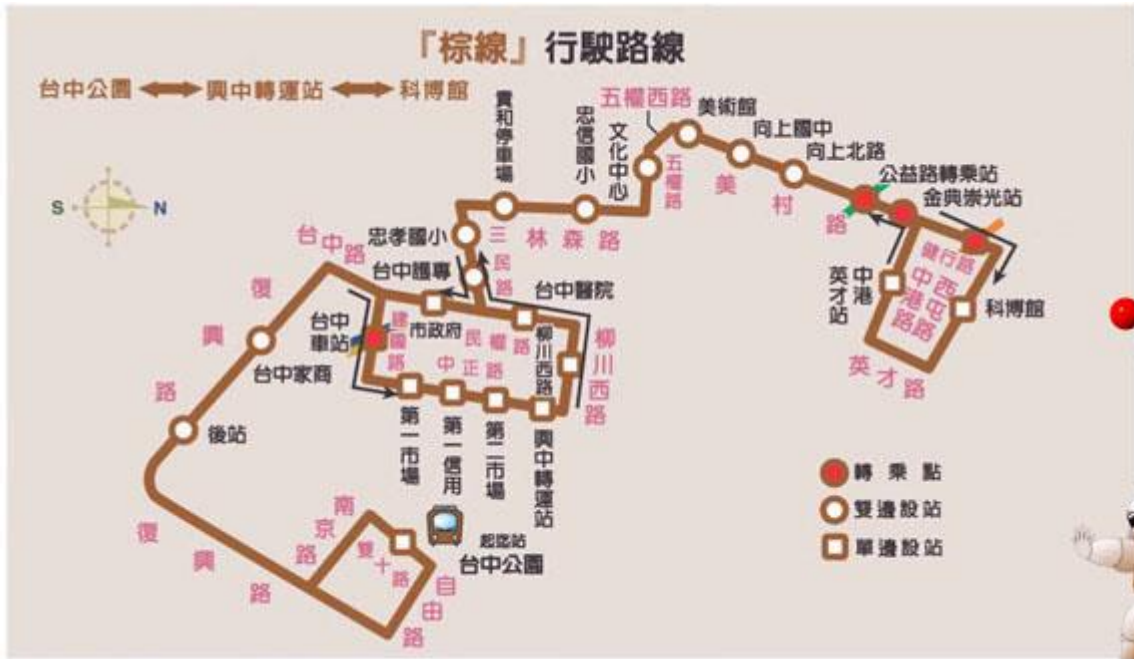 『棕線』行駛路線
台中公園 興中轉運站 科博館
S N
貴和停車場
忠信國小
文化中心
五權西路
美術館
向上國中
向上北路
公益路轉乘站
金典崇光站
五權路
美村路
忠孝國小
三民路
林森路
台中路
台中護專
台中醫院
中港英才站
健行路
中港路
西屯路
科博館
英才路
復興路
台中車站
建國路
市政府
民權路
中正路
柳川西路
柳川西路
台中家商
後站
第一市場
第一信用
第二市場
興中轉運站
復興路
南京路
雙十路
自由路
起迄站
台中公園
轉乘點
雙邊設站
單邊設站